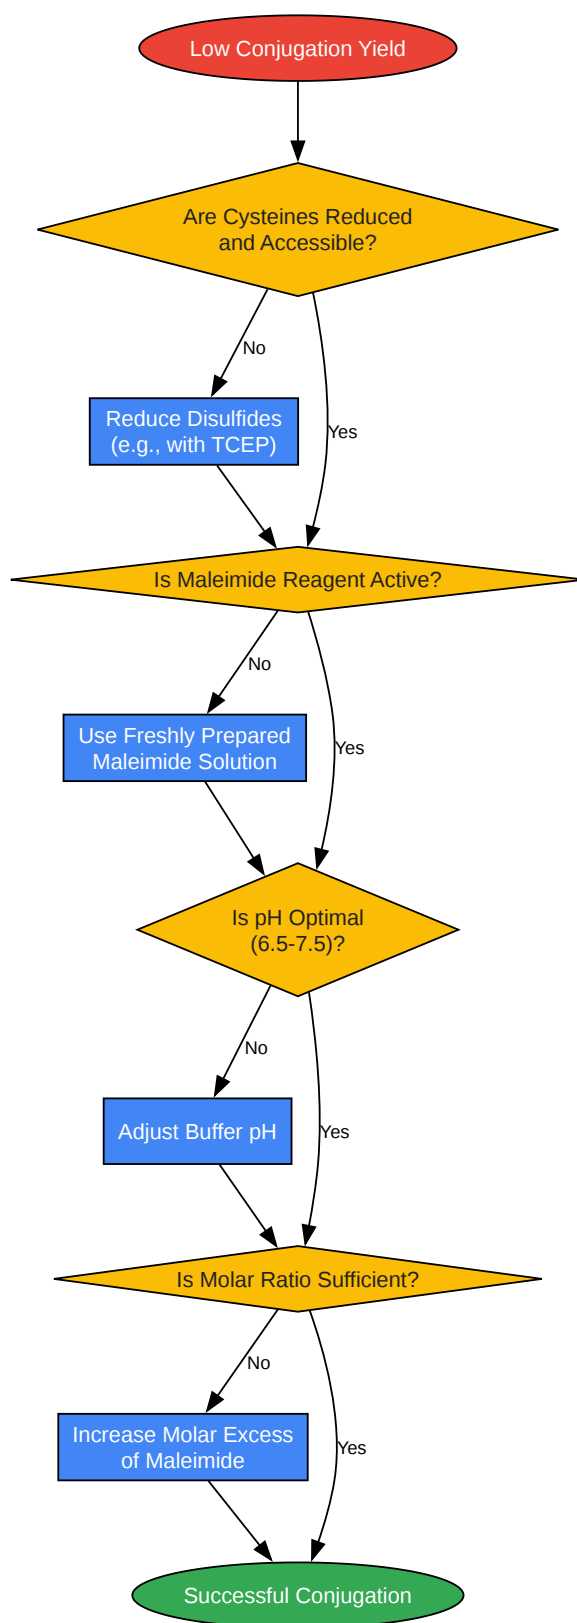 Low Conjugation Yield
Are Cysteines Reduced
and Accessible?
No
Reduce Disulfides
(e.g., with TCEP)
Yes
Is Maleimide Reagent Active?
No
Use Freshly Prepared
Maleimide Solution
Yes
Is pH Optimal
(6.5-7.5)?
No
Adjust Buffer pH
Yes
Is Molar Ratio Sufficient?
No
Increase Molar Excess
of Maleimide
Yes
Successful Conjugation